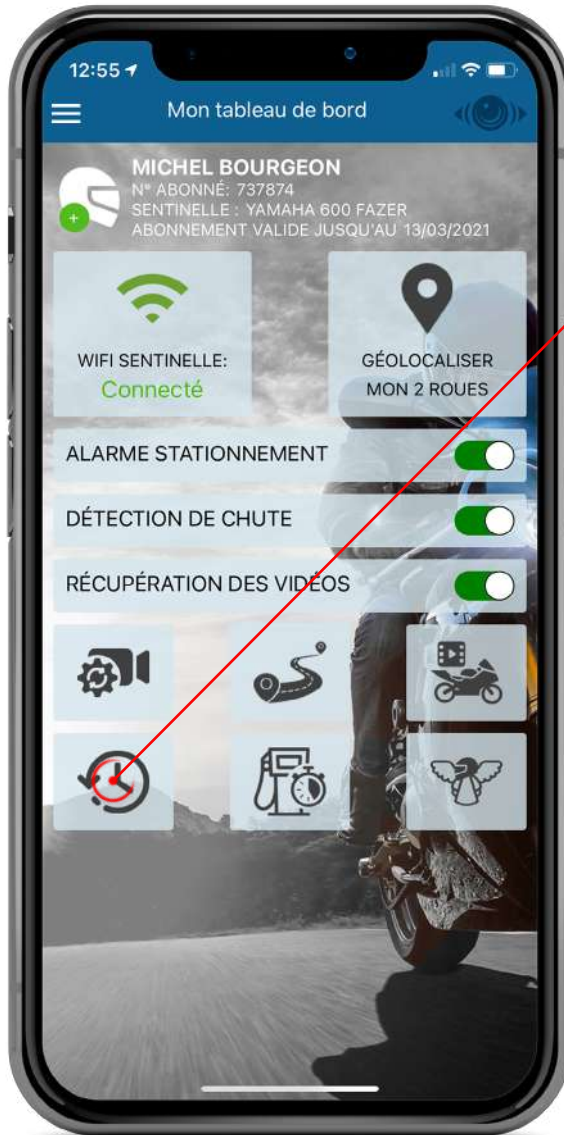 12:55
Mon tableau de bord
MICHEL BOURGEON
N° ABONNÉ: 737874
SENTINELLE : YAMAHA 600 FAZER
ABONNEMENT VALIDE JUSQU'AU 13/03/2021
WIFI SENTINELLE:
Connecté
GÉOLOCALISER
MON 2 ROUES
ALARME STATIONNEMENT
DÉTECTION DE CHUTE
RÉCUPÉRATION DES VIDÉOS